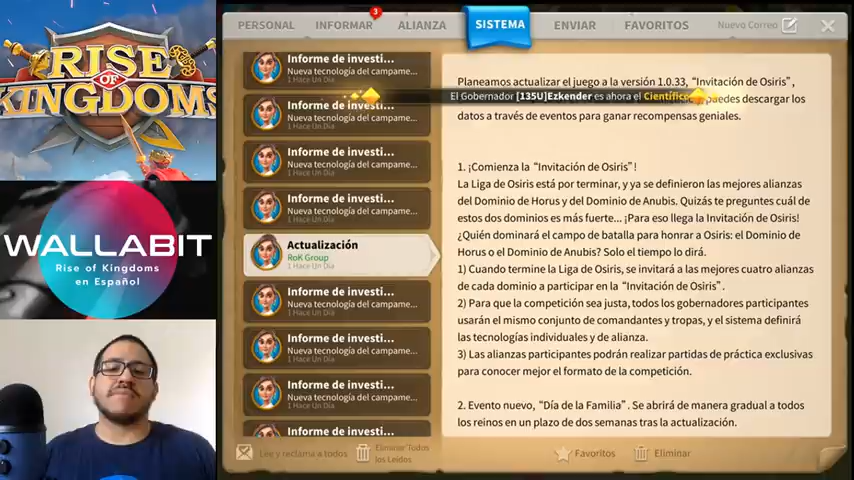 RISE
OF
KINGDOMS
WALLABIT
Rise of Kingdoms
en Español
PERSONAL
INFORMAR
3
ALIANZA
SISTEMA
ENVIAR
FAVORITOS
Nuevo Correo
Informe de investi...
Nueva tecnología del campame...
1 Hace Un Día
Informe de investi...
Nueva tecnología del campame...
1 Hace Un Día
Informe de investi...
Nueva tecnología del campame...
1 Hace Un Día
Informe de investi...
Nueva tecnología del campame...
1 Hace Un Día
Actualización
RoK Group
1 Hace Un Día
Informe de investi...
Nueva tecnología del campame...
1 Hace Un Día
Informe de investi...
Nueva tecnología del campame...
1 Hace Un Día
Informe de investi...
Nueva tecnología del campame...
1 Hace Un Día
Informe de investi...
Lee y reclama todos
Eliminar Todos
los Leídos
Planeamos actualizar el juego a la versión 1.0.33, “Invitación de Osiris”,
El Gobernador [135U]Ezkender es ahora el Científico
puedes descargar los
datos a través de eventos para ganar recompensas geniales.
1. ¡Comienza la “Invitación de Osiris”!
La Liga de Osiris está por terminar, y ya se definieron las mejores alianzas
del Dominio de Horus y del Dominio de Anubis. Quizás te preguntes cuál de
estos dos dominios es más fuerte... ¡Para eso llega la Invitación de Osiris!
¿Quién dominará el campo de batalla para honrar a Osiris: el Dominio de
Horus o el Dominio de Anubis? Solo el tiempo lo dirá.
1) Cuando termine la Liga de Osiris, se invitará a las mejores cuatro alianzas
de cada dominio a participar en la “Invitación de Osiris”.
2) Para que la competición sea justa, todos los gobernadores participantes
usarán el mismo conjunto de comandantes y tropas, y el sistema definirá
las tecnologías individuales y de alianza.
3) Las alianzas participantes podrán realizar partidas de práctica exclusivas
para conocer mejor el formato de la competición.
2. Evento nuevo, “Día de la Familia”. Se abrirá de manera gradual a todos
los reinos en un plazo de dos semanas tras la actualización.
Favoritos
Eliminar